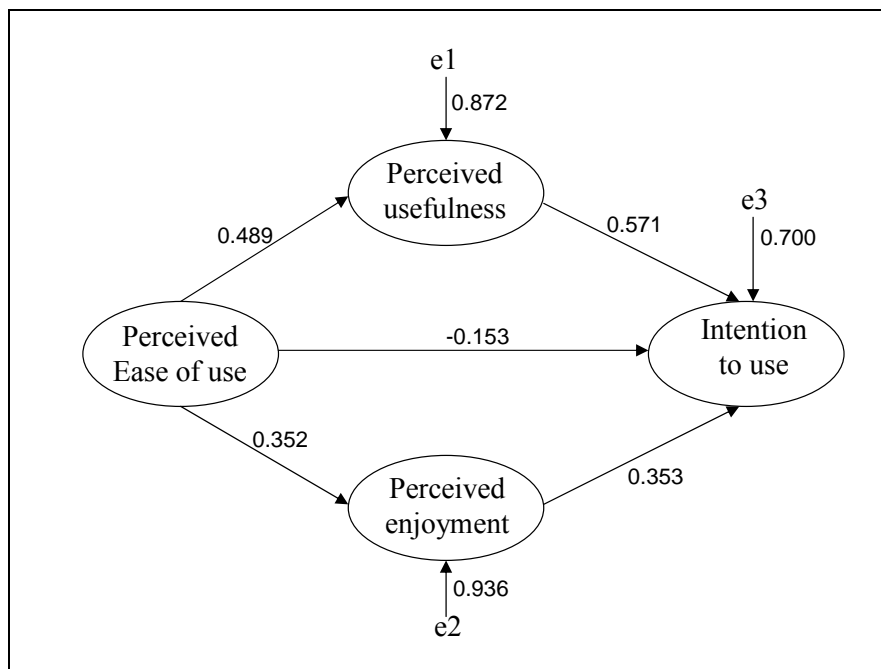 e1
0.872
Perceived
usefulness
e3
0.489
0.571
0.700
Perceived
Ease of use
-0.153
Intention
to use
0.352
0.353
Perceived
enjoyment
0.936
e2